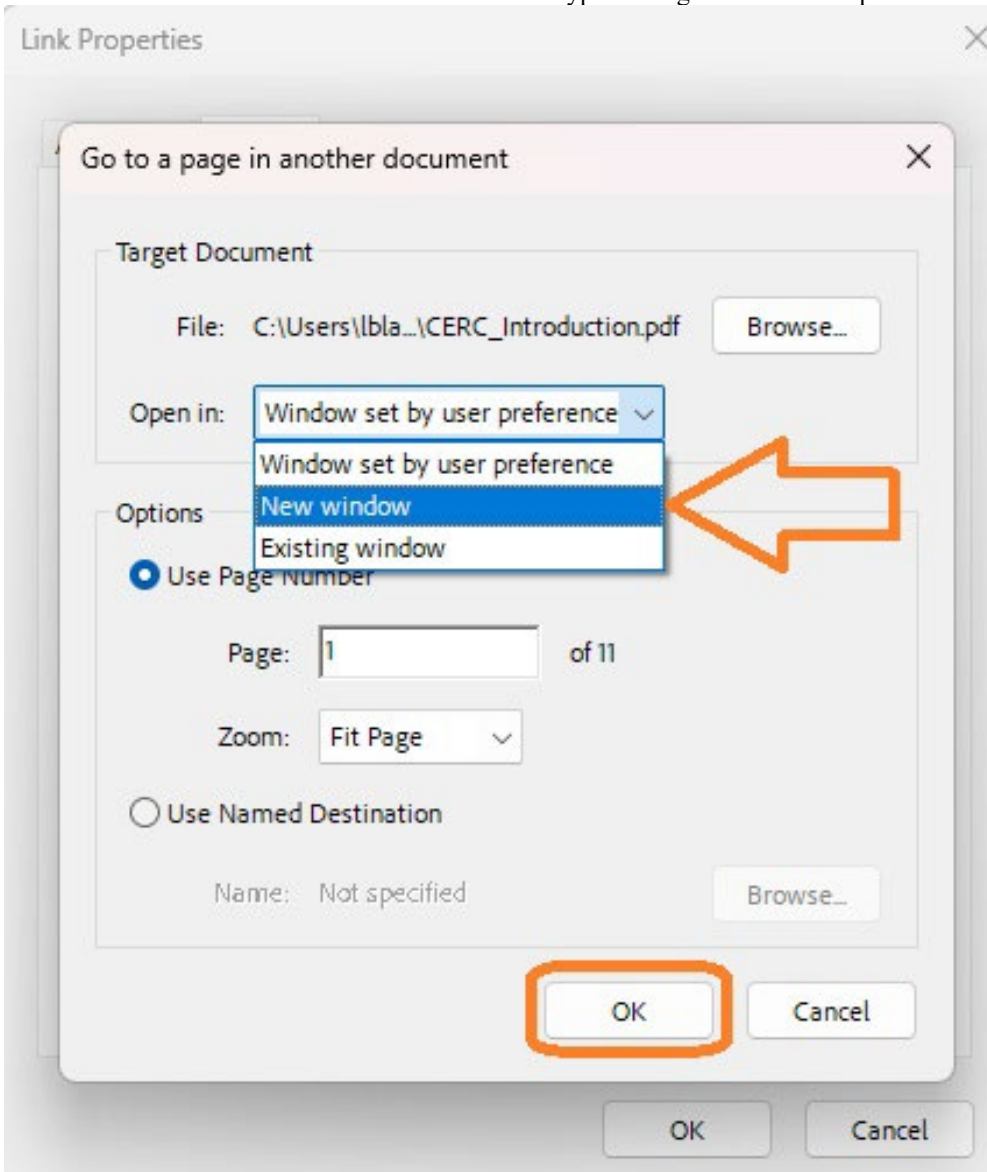 Link Properties
Go to a page in another document
Target Document
File: C:\Users\lbla...\CERC_Introduction.pdf Browse...
Open in: Window set by user preference
Window set by user preference
New window
Existing window
Options
Use Page Number
Page: 1 of 11
Zoom: Fit Page
Use Named Destination
Name: Not specified Browse...
OK Cancel
OK Cancel